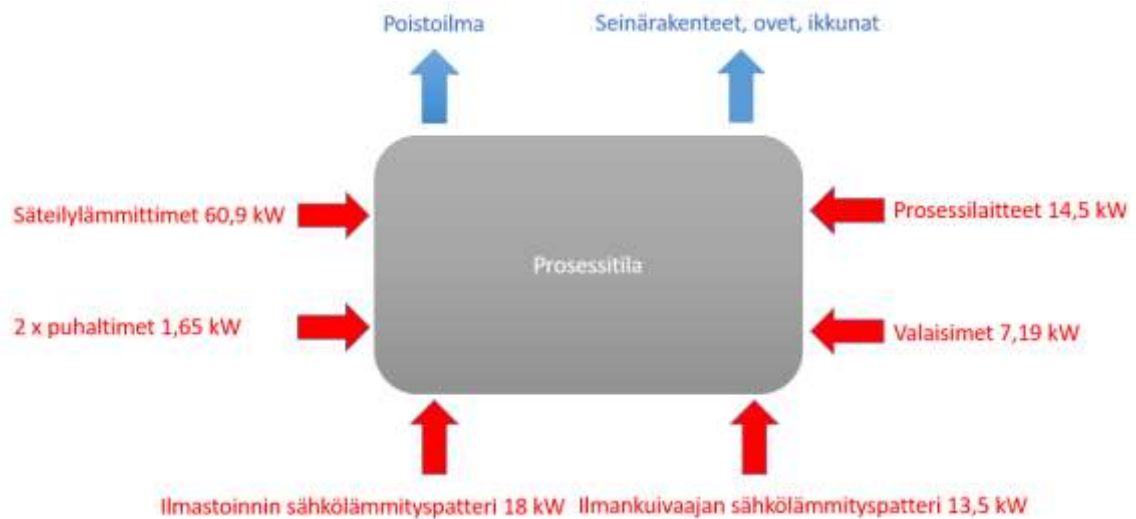 Poistoilma
Seinärakenteet, ovet, ikkunat
Säteilylämmittimet 60,9 kW
Prosessilaitteet 14,5 kW
Prosessitila
2 x puhaltimet 1,65 kW
Valaisimet 7,19 kW
Ilmastoinnin sähkölämmityspatteri 18 kW
Ilmankuivaajan sähkölämmityspatteri 13,5 kW